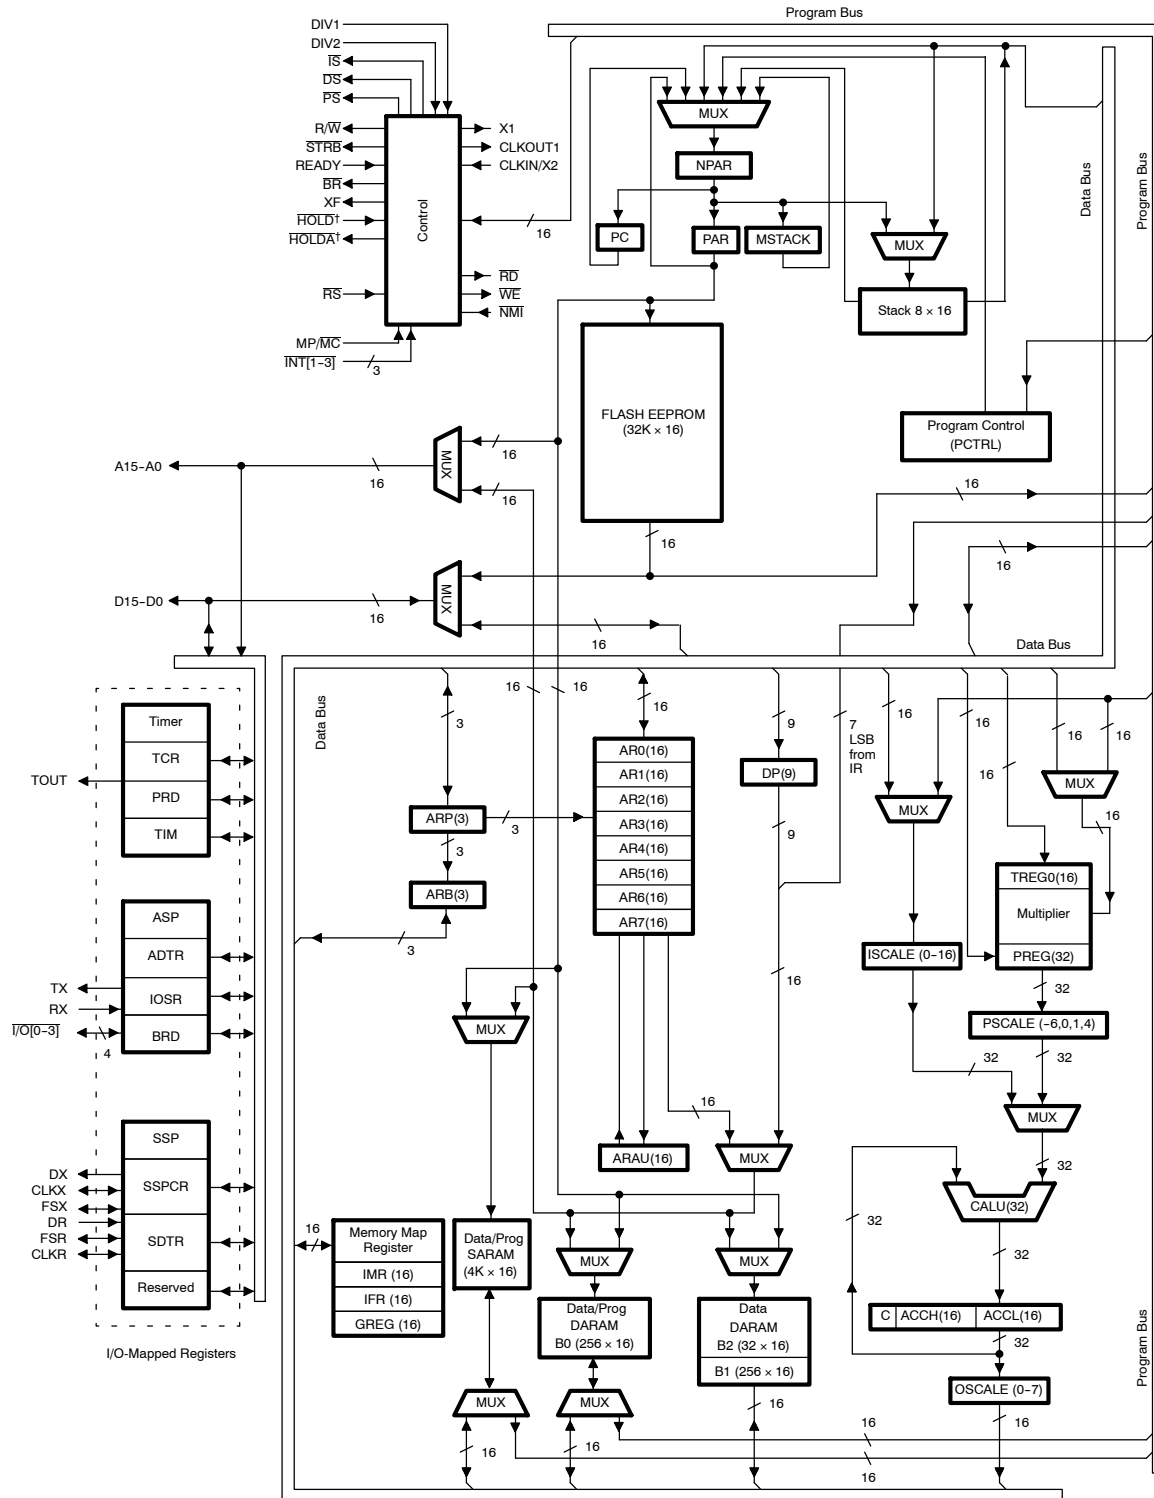 Program Bus
DIV1
DIV2
IS
DS
PS
R/W
STRB
READY
BR
XF
HOLD†
HOLDA†
RS
MP/MC
INT[1–3]
3
Control
X1
CLKOUT1
CLKIN/X2
16
RD
WE
NMI
MUX
NPAR
PC
PAR
MSTACK
MUX
Stack 8 × 16
Data Bus
Program Bus
FLASH EEPROM
(32K × 16)
Program Control
(PCTRL)
A15–A0
16
MUX
16
16
16
16
D15–D0
16
MUX
16
16
Data Bus
Data Bus
16
16
3
16
9
7
LSB
from
IR
16
16
16
16
16
Timer
TCR
PRD
TIM
TOUT
AR0(16)
AR1(16)
AR2(16)
AR3(16)
AR4(16)
AR5(16)
AR6(16)
AR7(16)
DP(9)
9
MUX
MUX
16
ARP(3)
3
3
ARB(3)
3
TREG0(16)
Multiplier
PREG(32)
ISCALE (0–16)
ASP
ADTR
IOSR
BRD
TX
RX
I/O[0–3]
4
16
32
PSCALE (–6,0,1,4)
MUX
32
32
MUX
16
ARAU(16)
MUX
32
CALU(32)
32
32
SSP
SSPCR
SDTR
Reserved
DX
CLKX
FSX
DR
FSR
CLKR
I/O-Mapped Registers
16
Memory Map
Register
IMR (16)
IFR (16)
GREG (16)
Data/Prog
SARAM
(4K × 16)
MUX
MUX
Data/Prog
DARAM
B0 (256 × 16)
Data
DARAM
B2 (32 × 16)
B1 (256 × 16)
C
ACCH(16)
ACCL(16)
32
OSCALE (0–7)
MUX
MUX
16
16
16
16
16
16
Program Bus